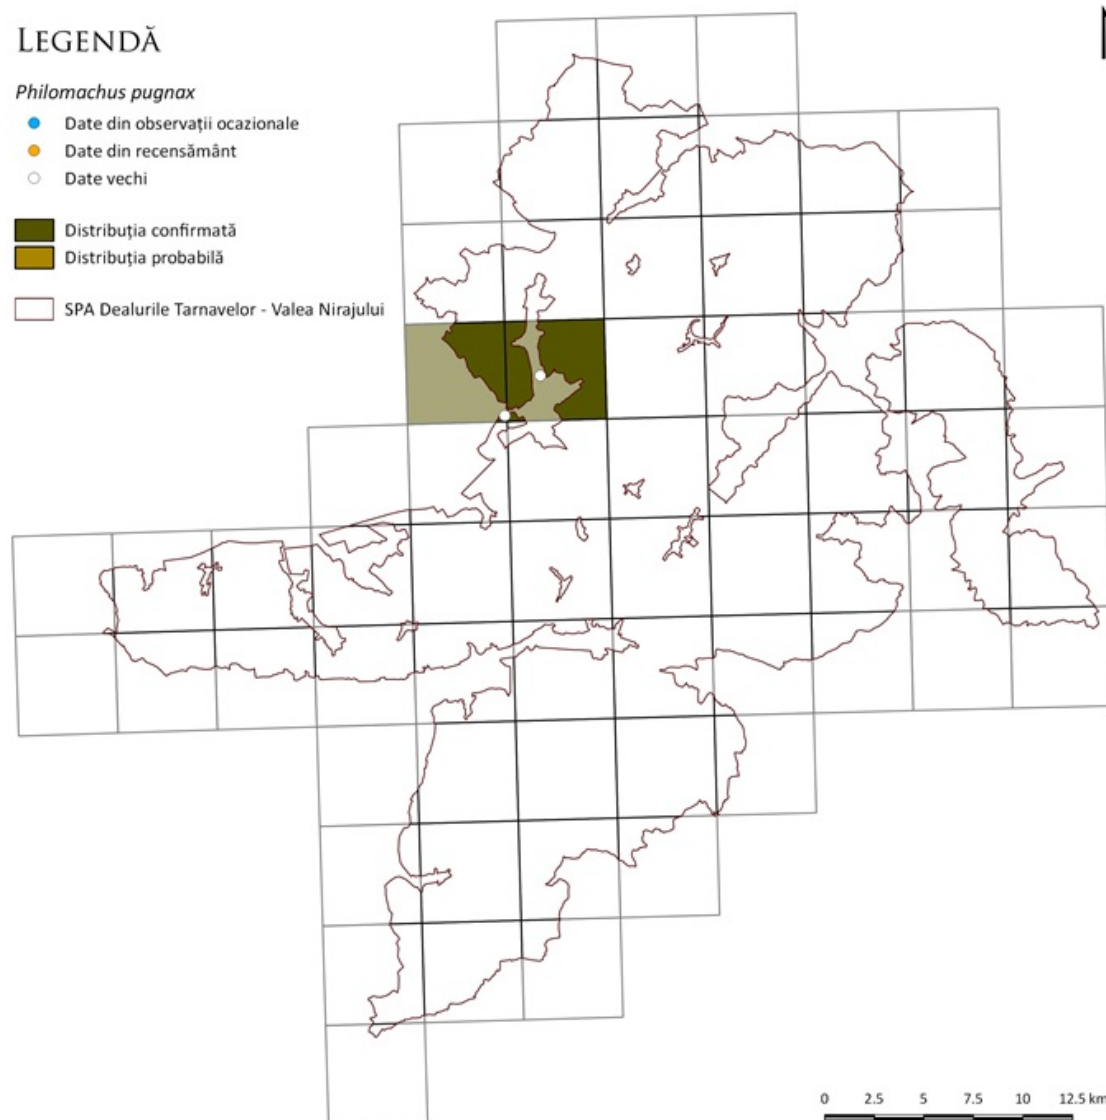 LEGENDĂ
Philomachus pugnax
Date din observații ocazionale
Date din recensământ
Date vechi
Distribuția confirmată
Distribuția probabilă
SPA Dealurile Tarnavelor - Valea Nirajului
0 2.5 5 7.5 10 12.5 km